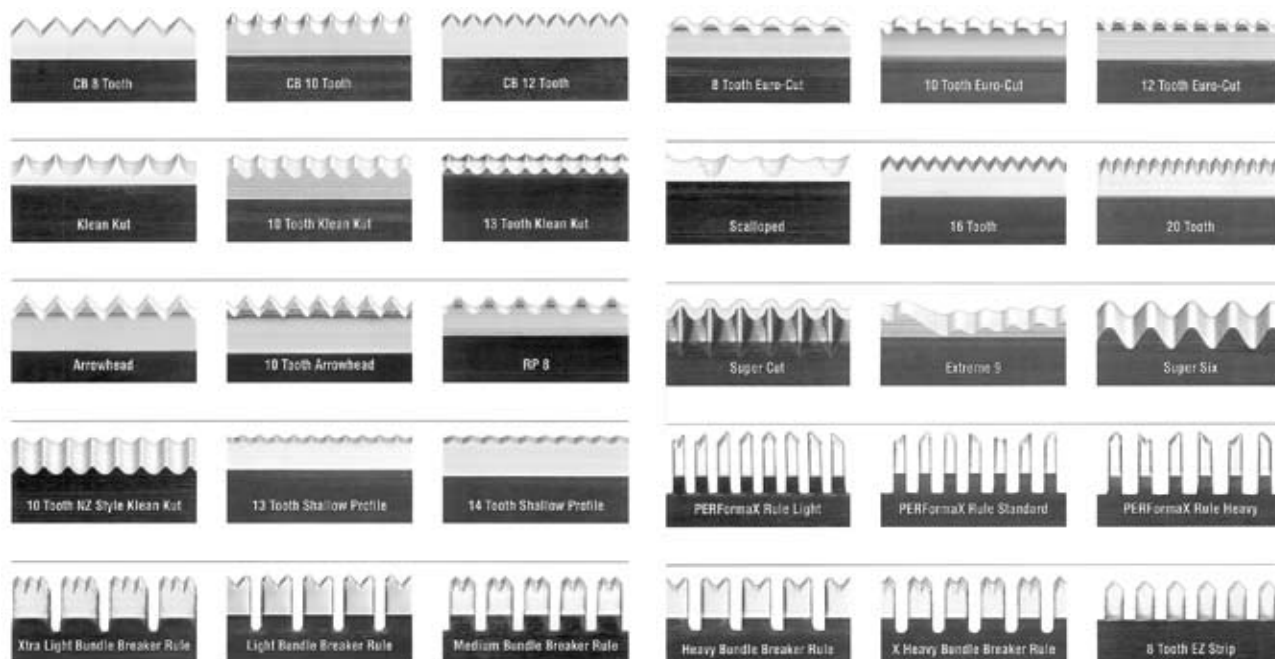 CB 8 Tooth
CB 10 Tooth
CB 12 Tooth
8 Tooth Euro-Cut
10 Tooth Euro-Cut
12 Tooth Euro-Cut
Klean Kut
10 Tooth Klean Kut
13 Tooth Klean Kut
Scalloped
16 Tooth
20 Tooth
Arrowhead
10 Tooth Arrowhead
RP 8
Super Cut
Extreme 9
Super Six
10 Tooth NZ Style Klean Kut
13 Tooth Shallow Profile
14 Tooth Shallow Profile
PERFormaX Rule Light
PERFormaX Rule Standard
PERFormaX Rule Heavy
Xtra Light Bundle Breaker Rule
Light Bundle Breaker Rule
Medium Bundle Breaker Rule
Heavy Bundle Breaker Rule
X Heavy Bundle Breaker Rule
8 Tooth EZ Strip